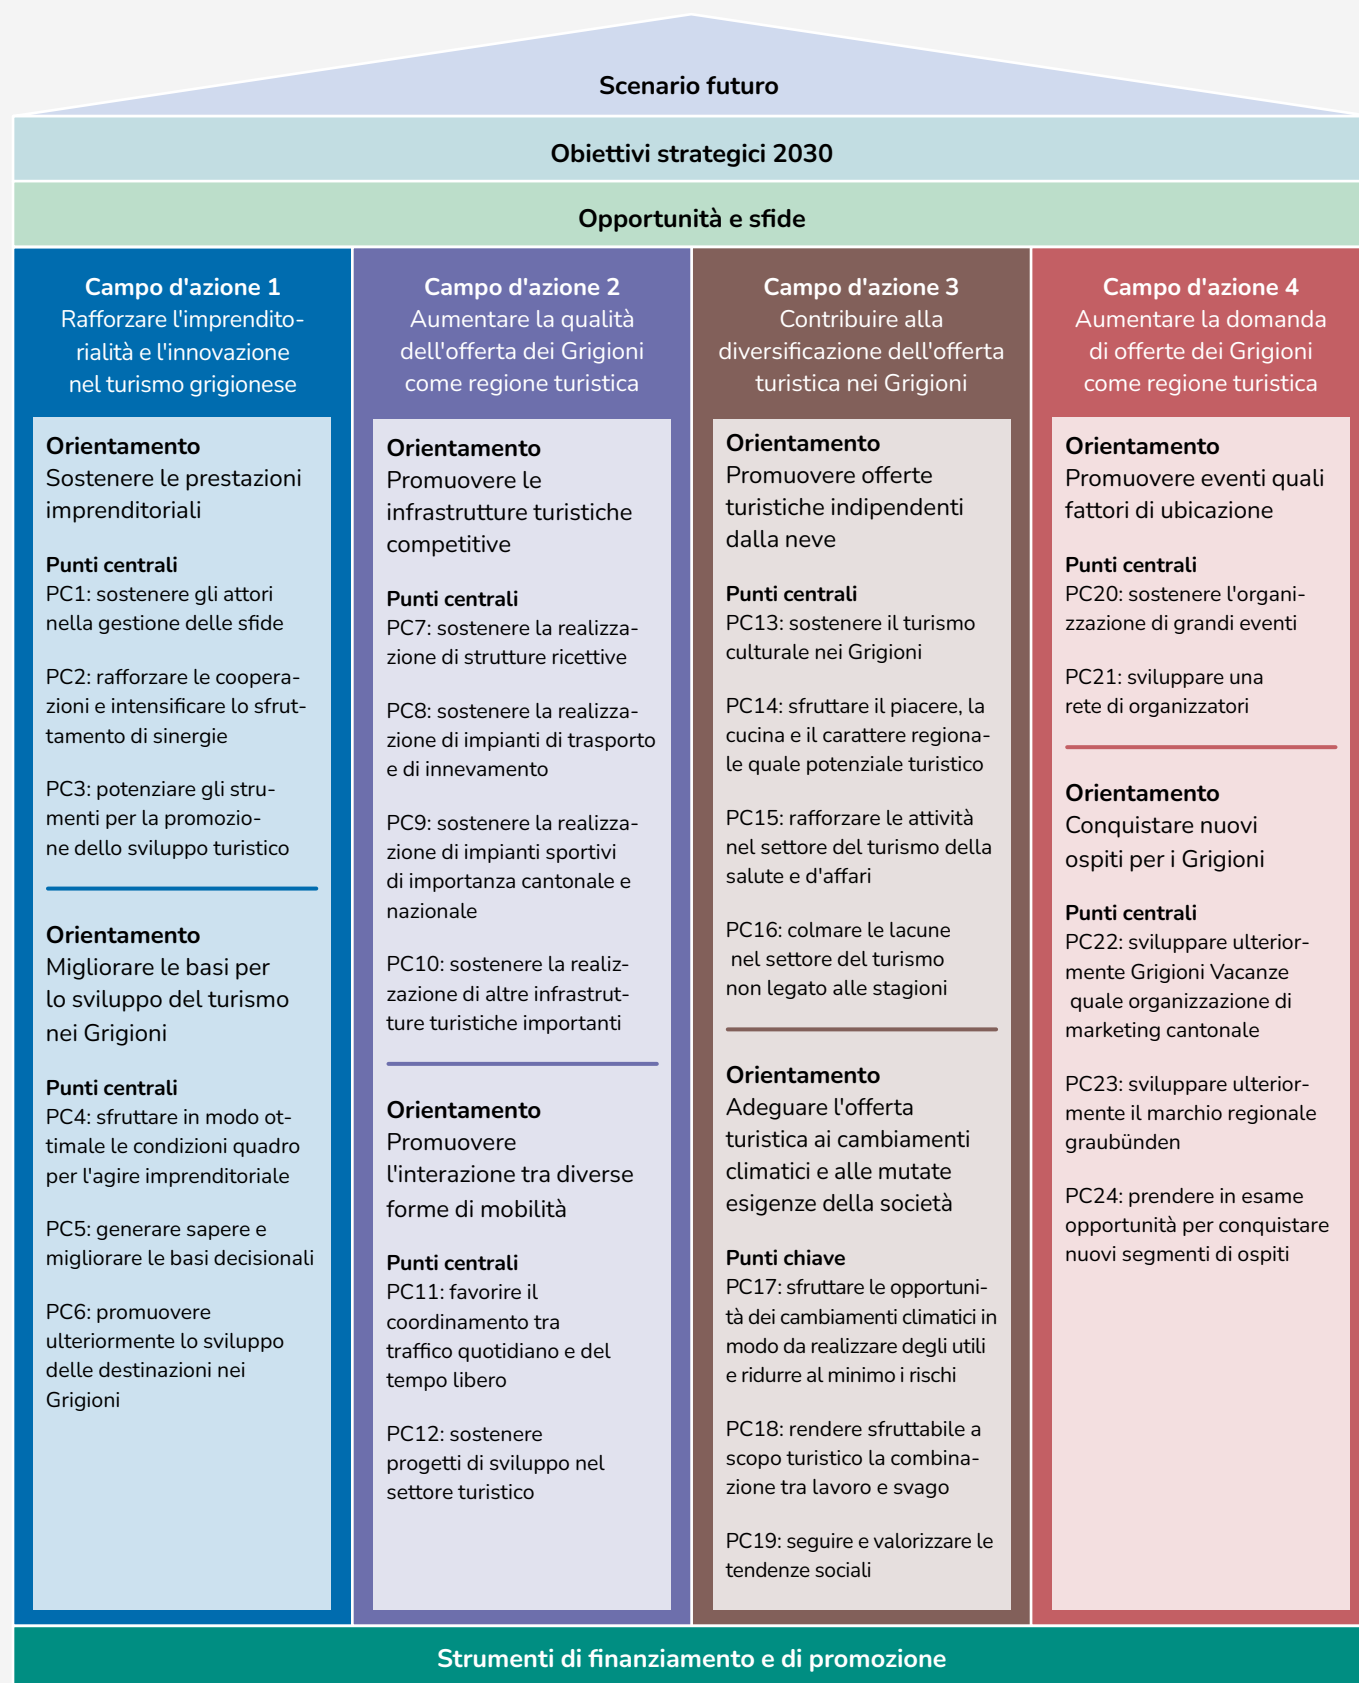 Scenario futuro
Obiettivi strategici 2030
Opportunità e sfide
Campo d'azione 1
Rafforzare l'imprendito-
rialità e l'innovazione
nel turismo grigionese
Orientamento
Sostenere le prestazioni
imprenditoriali
Punti centrali
PC1: sostenere gli attori
nella gestione delle sfide
PC2: rafforzare le coopera-
zioni e intensificare lo sfrut-
tamento di sinergie
PC3: potenziare gli stru-
menti per la promozio-
ne dello sviluppo turistico
Orientamento
Migliorare le basi per
lo sviluppo del turismo
nei Grigioni
Punti centrali
PC4: sfruttare in modo ot-
timale le condizioni quadro
per l'agire imprenditoriale
PC5: generare sapere e
migliorare le basi decisionali
PC6: promuovere
ulteriormente lo sviluppo
delle destinazioni nei
Grigioni
Campo d'azione 2
Aumentare la qualità
dell'offerta dei Grigioni
come regione turistica
Orientamento
Promuovere le
infrastrutture turistiche
competitive
Punti centrali
PC7: sostenere la realizza-
zione di strutture ricettive
PC8: sostenere la realizza-
zione di impianti di trasporto
e di innevamento
PC9: sostenere la realizza-
zione di impianti sportivi
di importanza cantonale e
nazionale
PC10: sostenere la realiz-
zazione di altre infrastrut-
ture turistiche importanti
Orientamento
Promuovere
l'interazione tra diverse
forme di mobilità
Punti centrali
PC11: favorire il
coordinamento tra
traffico quotidiano e del
tempo libero
PC12: sostenere
progetti di sviluppo nel
settore turistico
Campo d'azione 3
Contribuire alla
diversificazione dell'offerta
turistica nei Grigioni
Orientamento
Promuovere offerte
turistiche indipendenti
dalla neve
Punti centrali
PC13: sostenere il turismo
culturale nei Grigioni
PC14: sfruttare il piacere, la
cucina e il carattere regiona-
le quale potenziale turistico
PC15: rafforzare le attività
nel settore del turismo della
salute e d'affari
PC16: colmare le lacune
nel settore del turismo
non legato alle stagioni
Orientamento
Adeguare l'offerta
turistica ai cambiamenti
climatici e alle mutate
esigenze della società
Punti chiave
PC17: sfruttare le opportuni-
tà dei cambiamenti climatici in
modo da realizzare degli utili
e ridurre al minimo i rischi
PC18: rendere sfruttabile a
scopo turistico la combina-
zione tra lavoro e svago
PC19: seguire e valorizzare le
tendenze sociali
Campo d'azione 4
Aumentare la domanda
di offerte dei Grigioni
come regione turistica
Orientamento
Promuovere eventi quali
fattori di ubicazione
Punti centrali
PC20: sostenere l'organi-
zzazione di grandi eventi
PC21: sviluppare una
rete di organizzatori
Orientamento
Conquistare nuovi
ospiti per i Grigioni
Punti centrali
PC22: sviluppare ulterior-
mente Grigioni Vacanze
quale organizzazione di
marketing cantonale
PC23: sviluppare ulterior-
mente il marchio regionale
graubünden
PC24: prendere in esame
opportunità per conquistare
nuovi segmenti di ospiti
Strumenti di finanziamento e di promozione